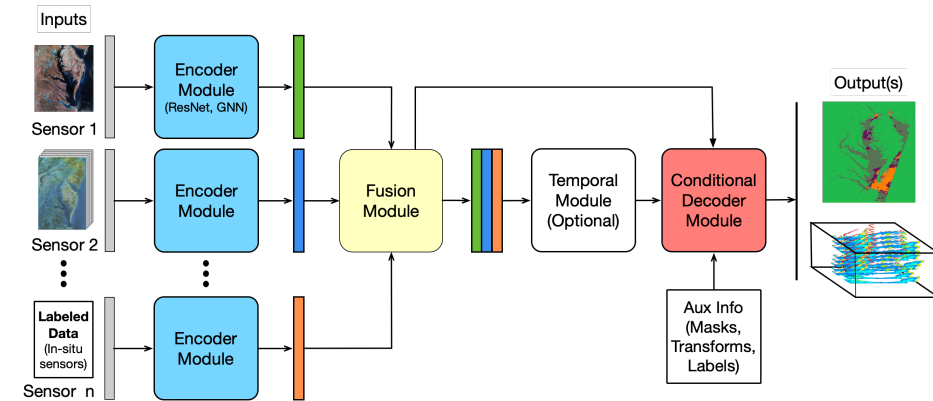 Inputs
Sensor 1
Encoder
Module
(ResNet, GNN)
Sensor 2
Encoder
Module
Labeled
Data
(In-situ
sensors)
Sensor n
Encoder
Module
Fusion
Module
Temporal
Module
(Optional)
Conditional
Decoder
Module
Aux Info
(Masks,
Transforms,
Labels)
Output(s)